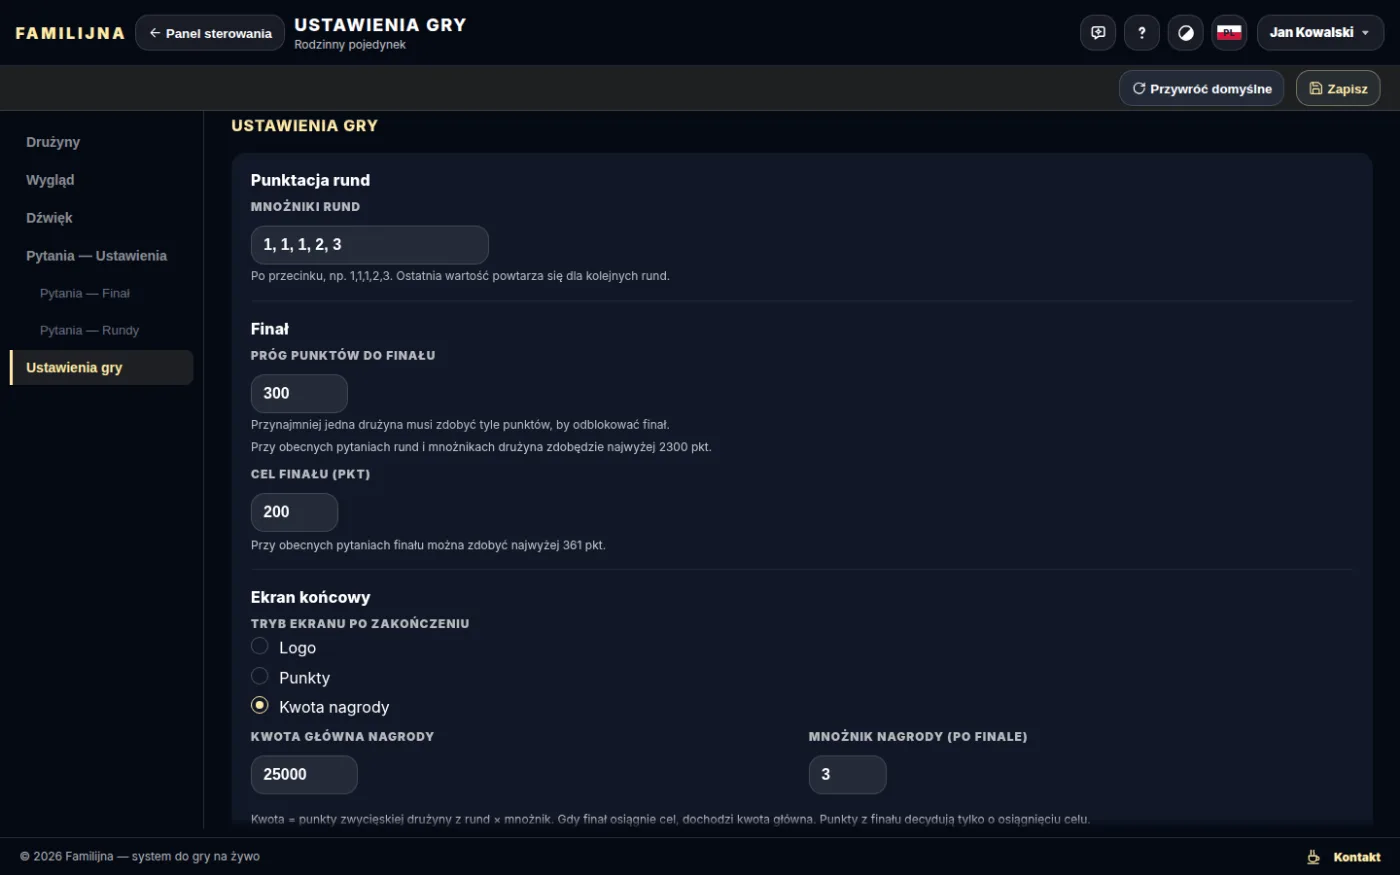 FAMILIJNA
← Panel sterowania
USTAWIENIA GRY
Rodzinny pojedynek
?
PL
Jan Kowalski
Przywróć domyślne
Zapisz
Drużyny
Wygląd
Dźwięk
Pytania — Ustawienia
Pytania — Finał
Pytania — Rundy
Ustawienia gry
USTAWIENIA GRY
Punktacja rund
MNOŻNIKI RUND
1, 1, 1, 2, 3
Po przecinku, np. 1,1,1,2,3. Ostatnia wartość powtarza się dla kolejnych rund.
Finał
PRÓG PUNKTÓW DO FINAŁU
300
Przynajmniej jedna drużyna musi zdobyć tyle punktów, by odblokować finał.
Przy obecnych pytaniach rund i mnożnikach drużyna zdobędzie najwyżej 2300 pkt.
CEL FINAŁU (PKT)
200
Przy obecnych pytaniach finału można zdobyć najwyżej 361 pkt.
Ekran końcowy
TRYB EKRANU PO ZAKOŃCZENIU
Logo
Punkty
Kwota nagrody
KWOTA GŁÓWNA NAGRODY
25000
MNOŻNIK NAGRODY (PO FINALE)
3
Kwota = punkty zwycięskiej drużyny z rund × mnożnik. Gdy finał osiągnie cel, dochodzi kwota główna. Punkty z finału decydują tylko o osiągnięciu celu.
© 2026 Familijna — system do gry na żywo
Kontakt